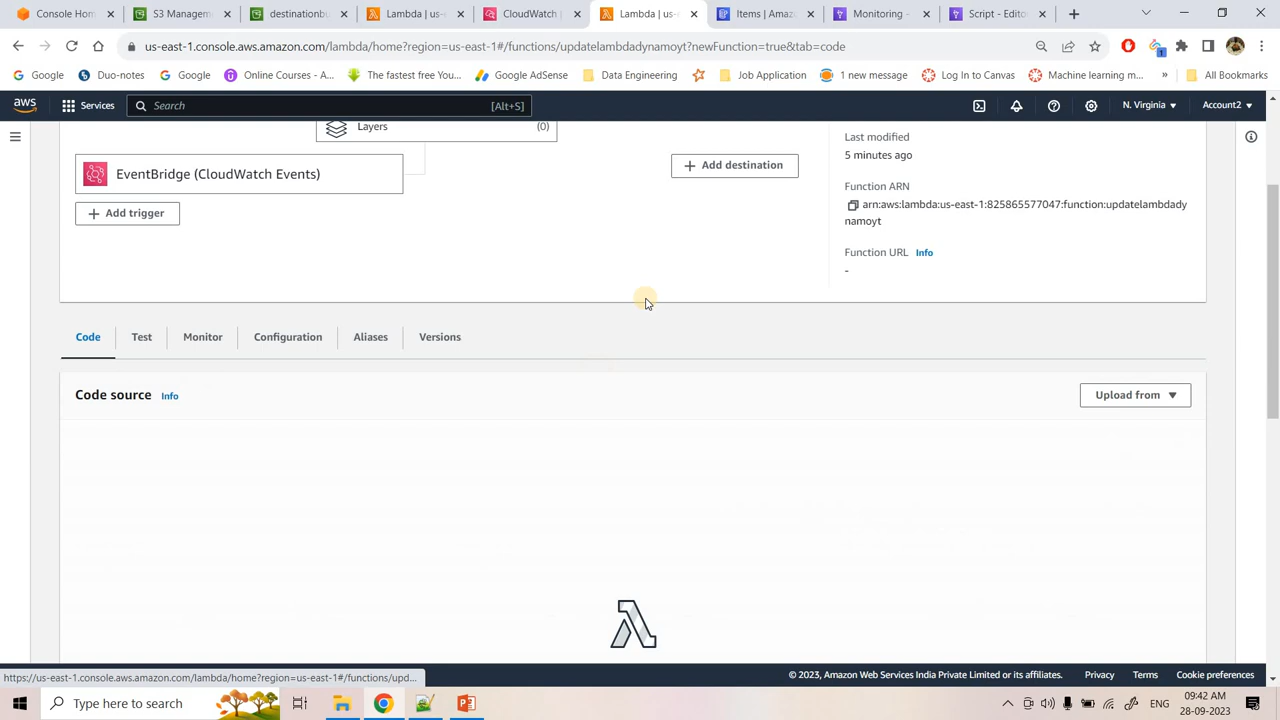 Console Hom
S3 Manageme
destinationbu
Lambda | us-
CloudWatch |
Lambda | us-
Items | Amaz
Monitoring -
Script - Edito
us-east-1.console.aws.amazon.com/lambda/home?region=us-east-1#/functions/updatelambdadynamoyt?newFunction=true&tab=code
1
Google
Duo-notes
Google
Online Courses - A...
The fastest free You...
Google AdSense
Data Engineering
Job Application
1 new message
Log In to Canvas
Machine learning m...
»
All Bookmarks
aws
Services
Search
[Alt+S]
N. Virginia
Account2
Layers
(0)
EventBridge (CloudWatch Events)
Add trigger
Add destination
Last modified
5 minutes ago
Function ARN
arn:aws:lambda:us-east-1:825865577047:function:updatelambdady
namoyt
Function URL Info
-
Code
Test
Monitor
Configuration
Aliases
Versions
Code source Info
Upload from
https://us-east-1.console.aws.amazon.com/lambda/home?region=us-east-1#/functions/upd...
© 2023, Amazon Web Services India Private Limited or its affiliates.
Privacy
Terms
Cookie preferences
Type here to search
ENG
09:42 AM
28-09-2023